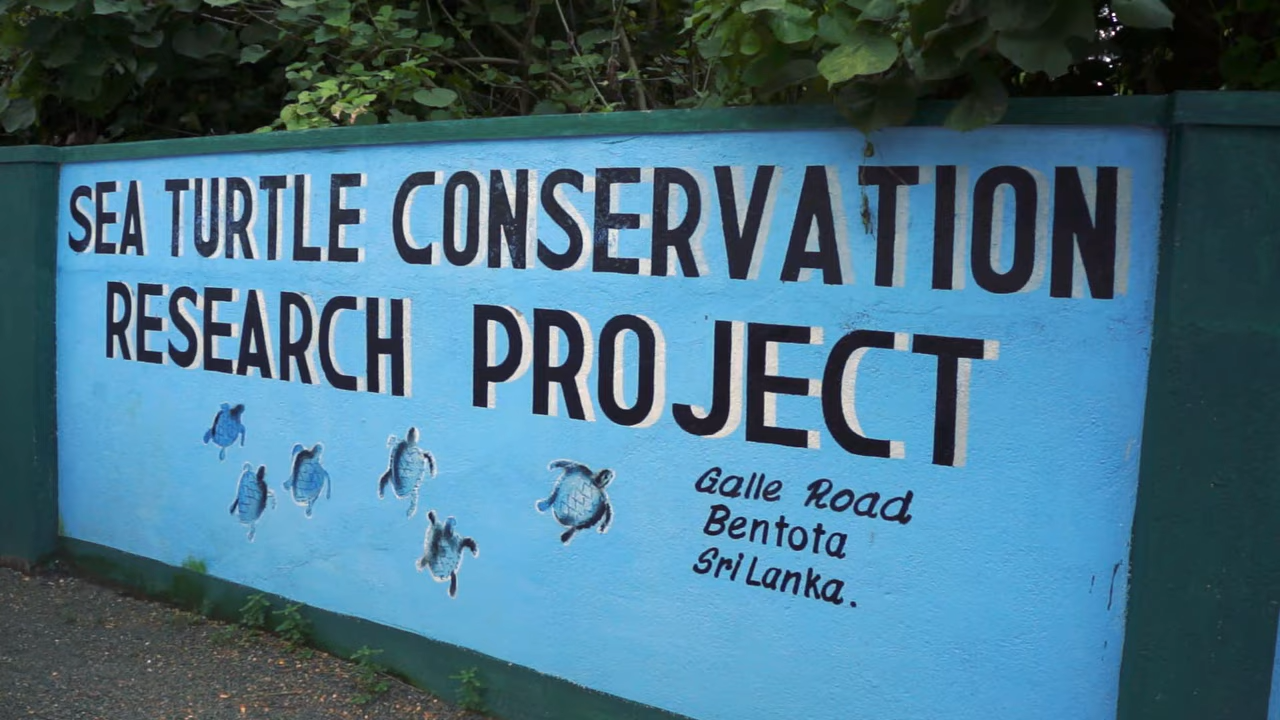 SEA TURTLE CONSERVATION
RESEARCH PROJECT
Galle Road
Bentota
Sri Lanka.